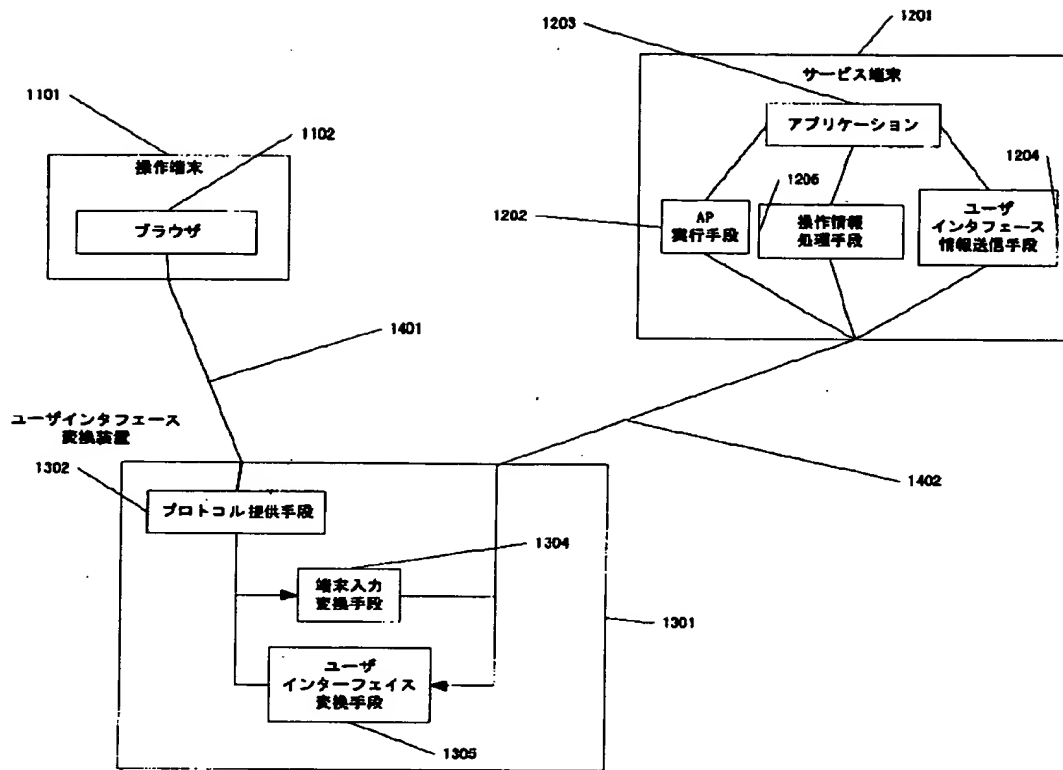 1203
1201
サービス端末
アプリケーション
1101
1102
操作端末
ブラウザ
1204
1205
1202
AP
実行手段
操作情報
処理手段
ユーザ
インタフェース
情報送信手段
1401
ユーザインタフェース
変換装置
1302
プロトコル提供手段
1402
1304
端末入力
変換手段
1301
ユーザ
インターフェイス
変換手段
1305